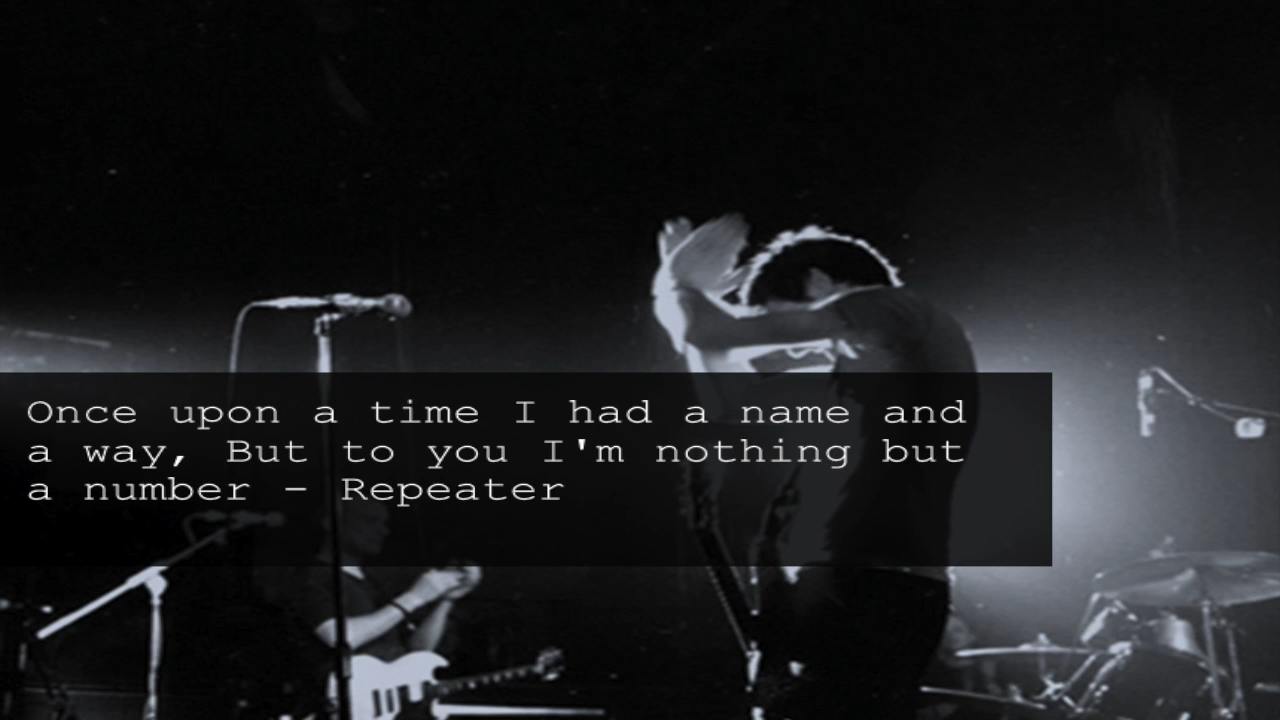 Once upon a time I had a name and
a way, But to you I'm nothing but
a number – Repeater